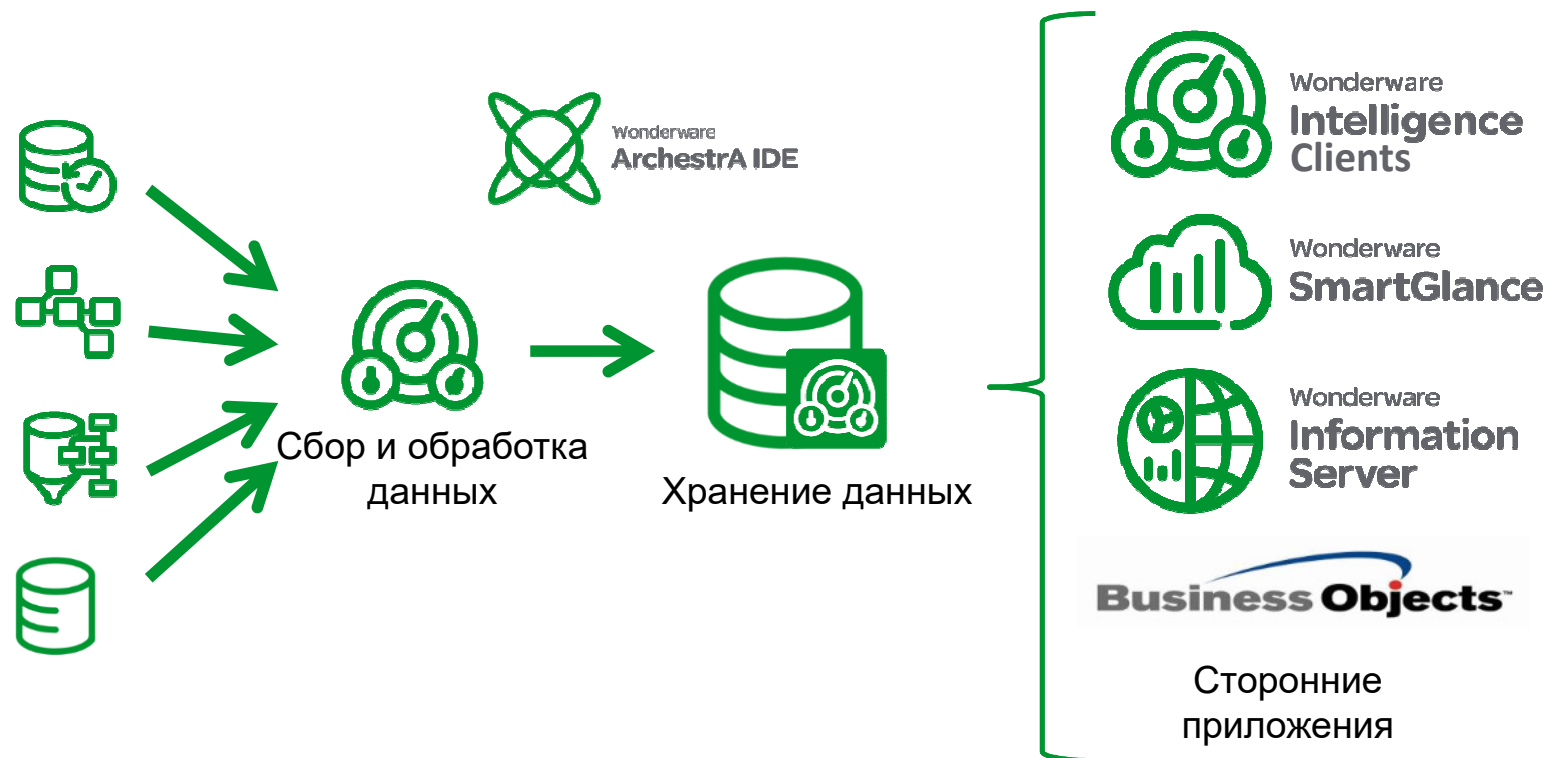 Wonderware
ArchestrA IDE
Сбор и обработка
данных
Хранение данных
Wonderware
Intelligence
Clients
Wonderware
SmartGlance
Wonderware
Information
Server
Business Objects™
Сторонние
приложения